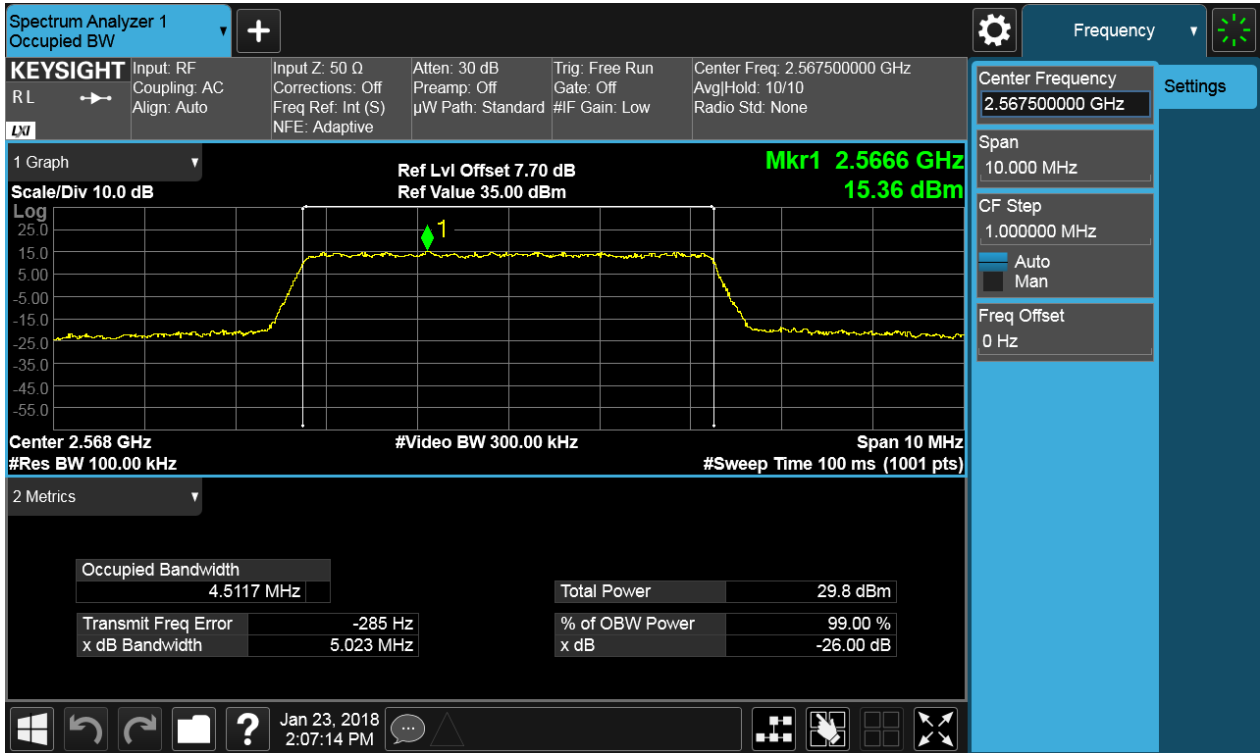 Spectrum Analyzer 1
Occupied BW
Frequency
KEYSIGHT
RL
LXI
Input: RF
Coupling: AC
Align: Auto
Input Z: 50 Ω
Corrections: Off
Freq Ref: Int (S)
NFE: Adaptive
Atten: 30 dB
Preamp: Off
µW Path: Standard
Trig: Free Run
Gate: Off
#IF Gain: Low
Center Freq: 2.567500000 GHz
Avg|Hold: 10/10
Radio Std: None
Center Frequency
2.567500000 GHz
Settings
Span
10.000 MHz
CF Step
1.000000 MHz
Auto
Man
Freq Offset
0 Hz
1 Graph
Scale/Div 10.0 dB
Ref Lvl Offset 7.70 dB
Ref Value 35.00 dBm
Mkr1 2.5666 GHz
15.36 dBm
Log
1
25.0
15.0
5.00
-5.00
-15.0
-25.0
-35.0
-45.0
-55.0
Center 2.568 GHz
#Video BW 300.00 kHz
Span 10 MHz
#Res BW 100.00 kHz
#Sweep Time 100 ms (1001 pts)
2 Metrics
Occupied Bandwidth
4.5117 MHz
Total Power 29.8 dBm
Transmit Freq Error -285 Hz
% of OBW Power 99.00 %
x dB Bandwidth 5.023 MHz
x dB -26.00 dB
?
Jan 23, 2018
2:07:14 PM